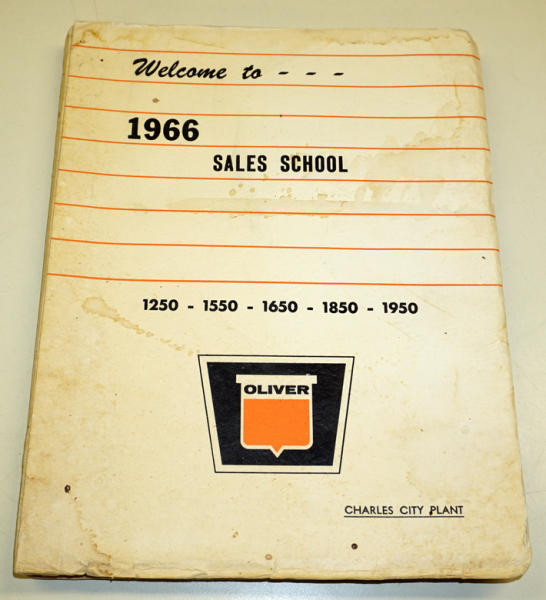 Welcome to - - -
1966
SALES SCHOOL
1250 - 1550 - 1650 - 1850 - 1950
OLIVER
CHARLES CITY PLANT